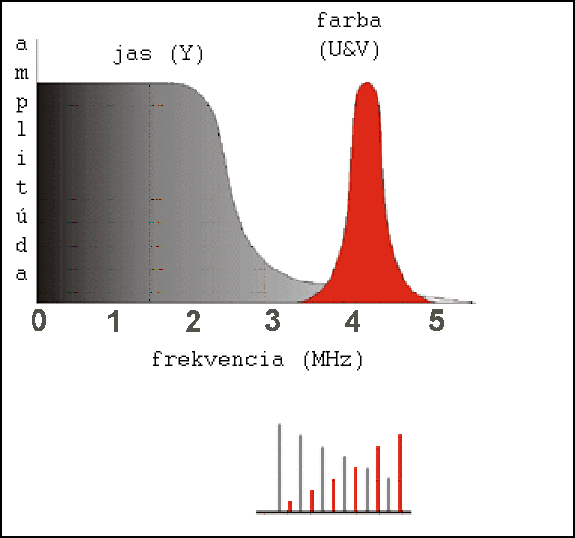 farba
(U&V)
jas (Y)
amplitúda
0 1 2 3 4 5
frekvencia (MHz)